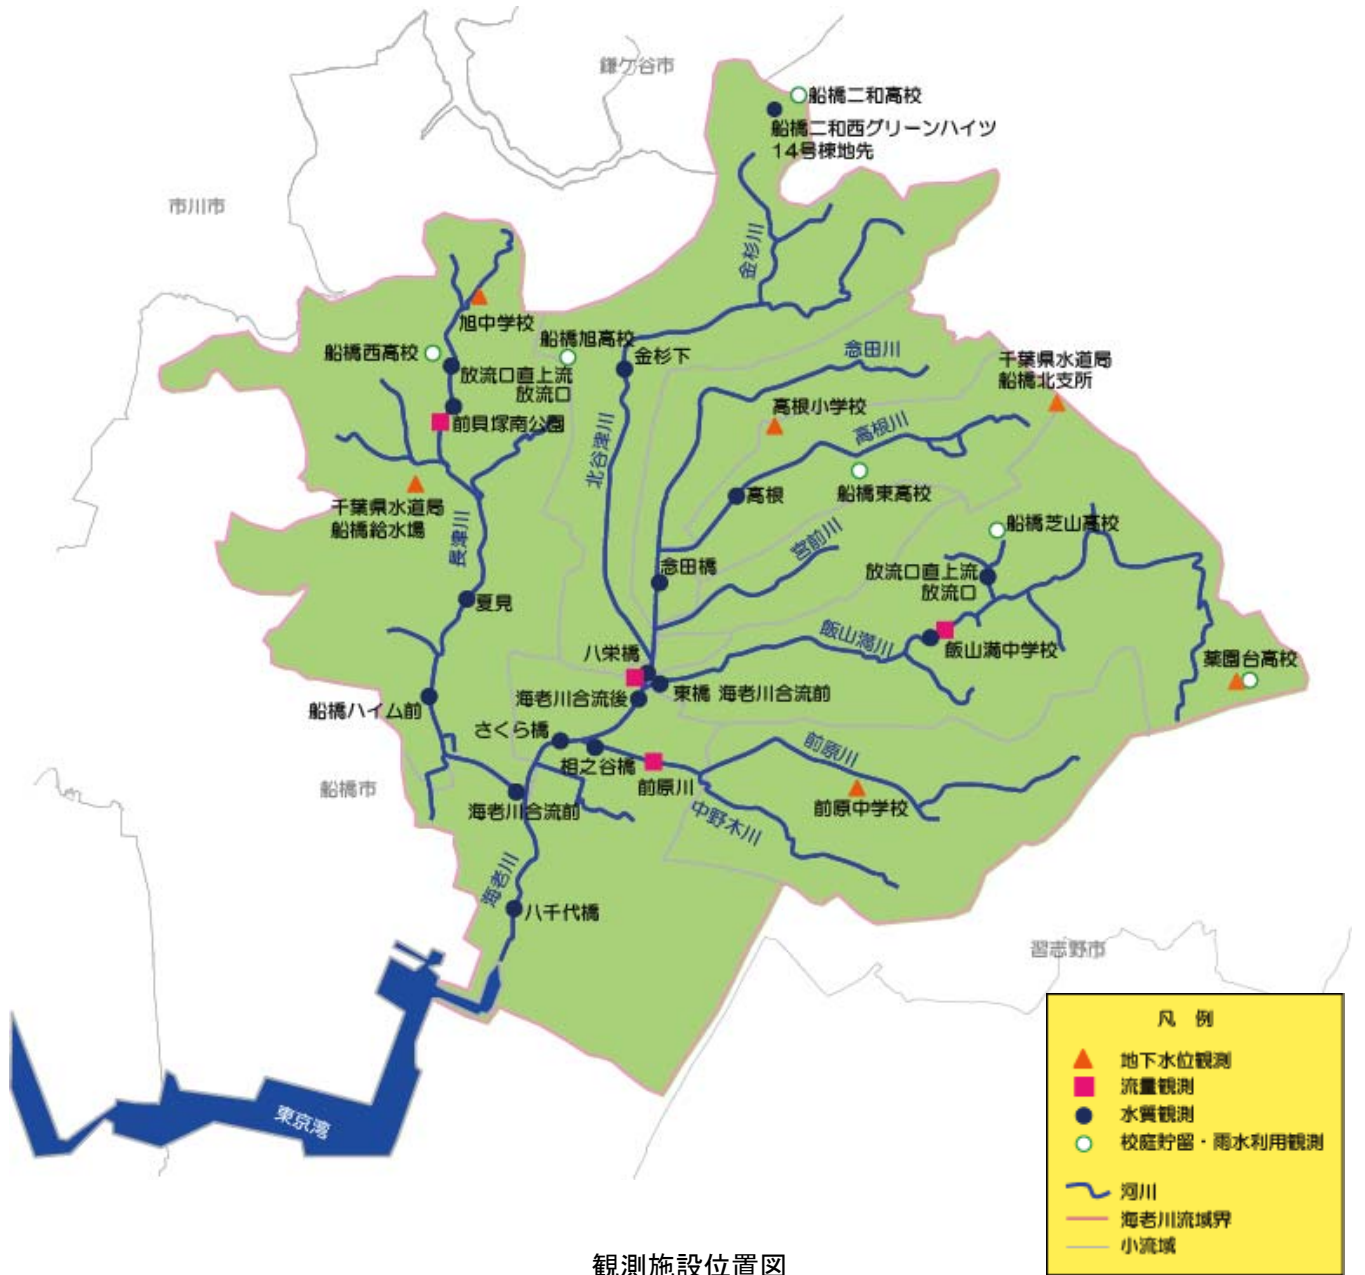 鎌ケ谷市
船橋二和高校
船橋二和西グリーンハイツ
14号棟地先
市川市
金杉川
旭中学校
船橋旭高校
船橋西高校
金杉下
念田川
千葉県水道局
船橋北支所
放流口直上流
放流口
高根小学校
前貝塚南公園
高根川
北谷津川
高根
船橋東高校
千葉県水道局
船橋給水場
長津川
宮前川
船橋芝山高校
念田橋
放流口直上流
放流口
夏見
飯山満川
飯山満中学校
八栄橋
薬園台高校
東橋 海老川合流前
海老川合流後
船橋ハイム前
さくら橋
相之谷橋
前原川
前原川
船橋市
海老川合流前
前原中学校
中野木川
海老川
八千代橋
習志野市
東京湾
凡 例
地下水位観測
流量観測
水質観測
校庭貯留・雨水利用観測
河川
海老川流域界
小流域
観測施設位置図